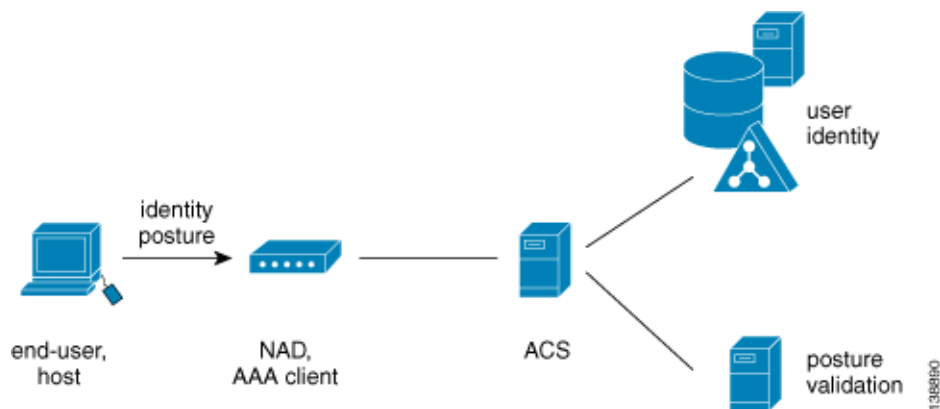 user
identity
identity
posture
end-user,
host
NAD,
AAA client
ACS
posture
validation
138890